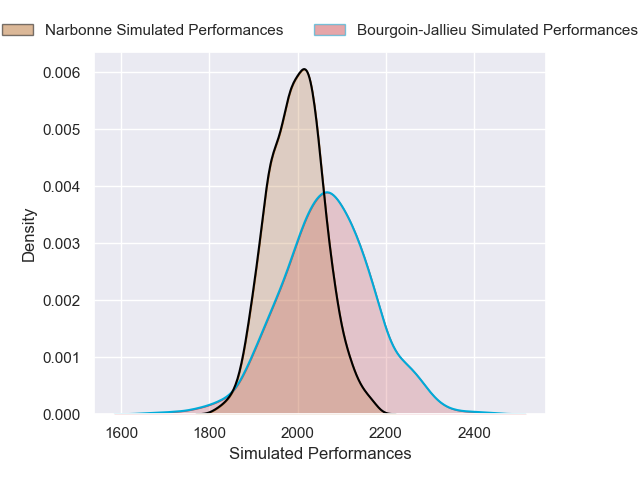 Narbonne Simulated Performances Bourgoin-Jallieu Simulated Performances
0.006
0.005
0.004
0.003
0.002
0.001
0.000
Density
1600 1800 2000 2200 2400
Simulated Performances